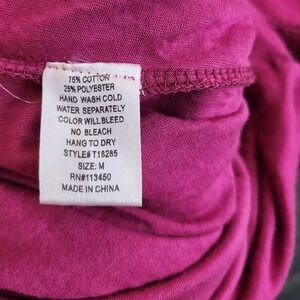 75% COTTON
25% POLYESTER
HAND WASH COLD
WATER SEPARATELY
COLOR WILL BLEED
NO BLEACH
HANG TO DRY
STYLE# T18285
SIZE: M
RN#113450
MADE IN CHINA